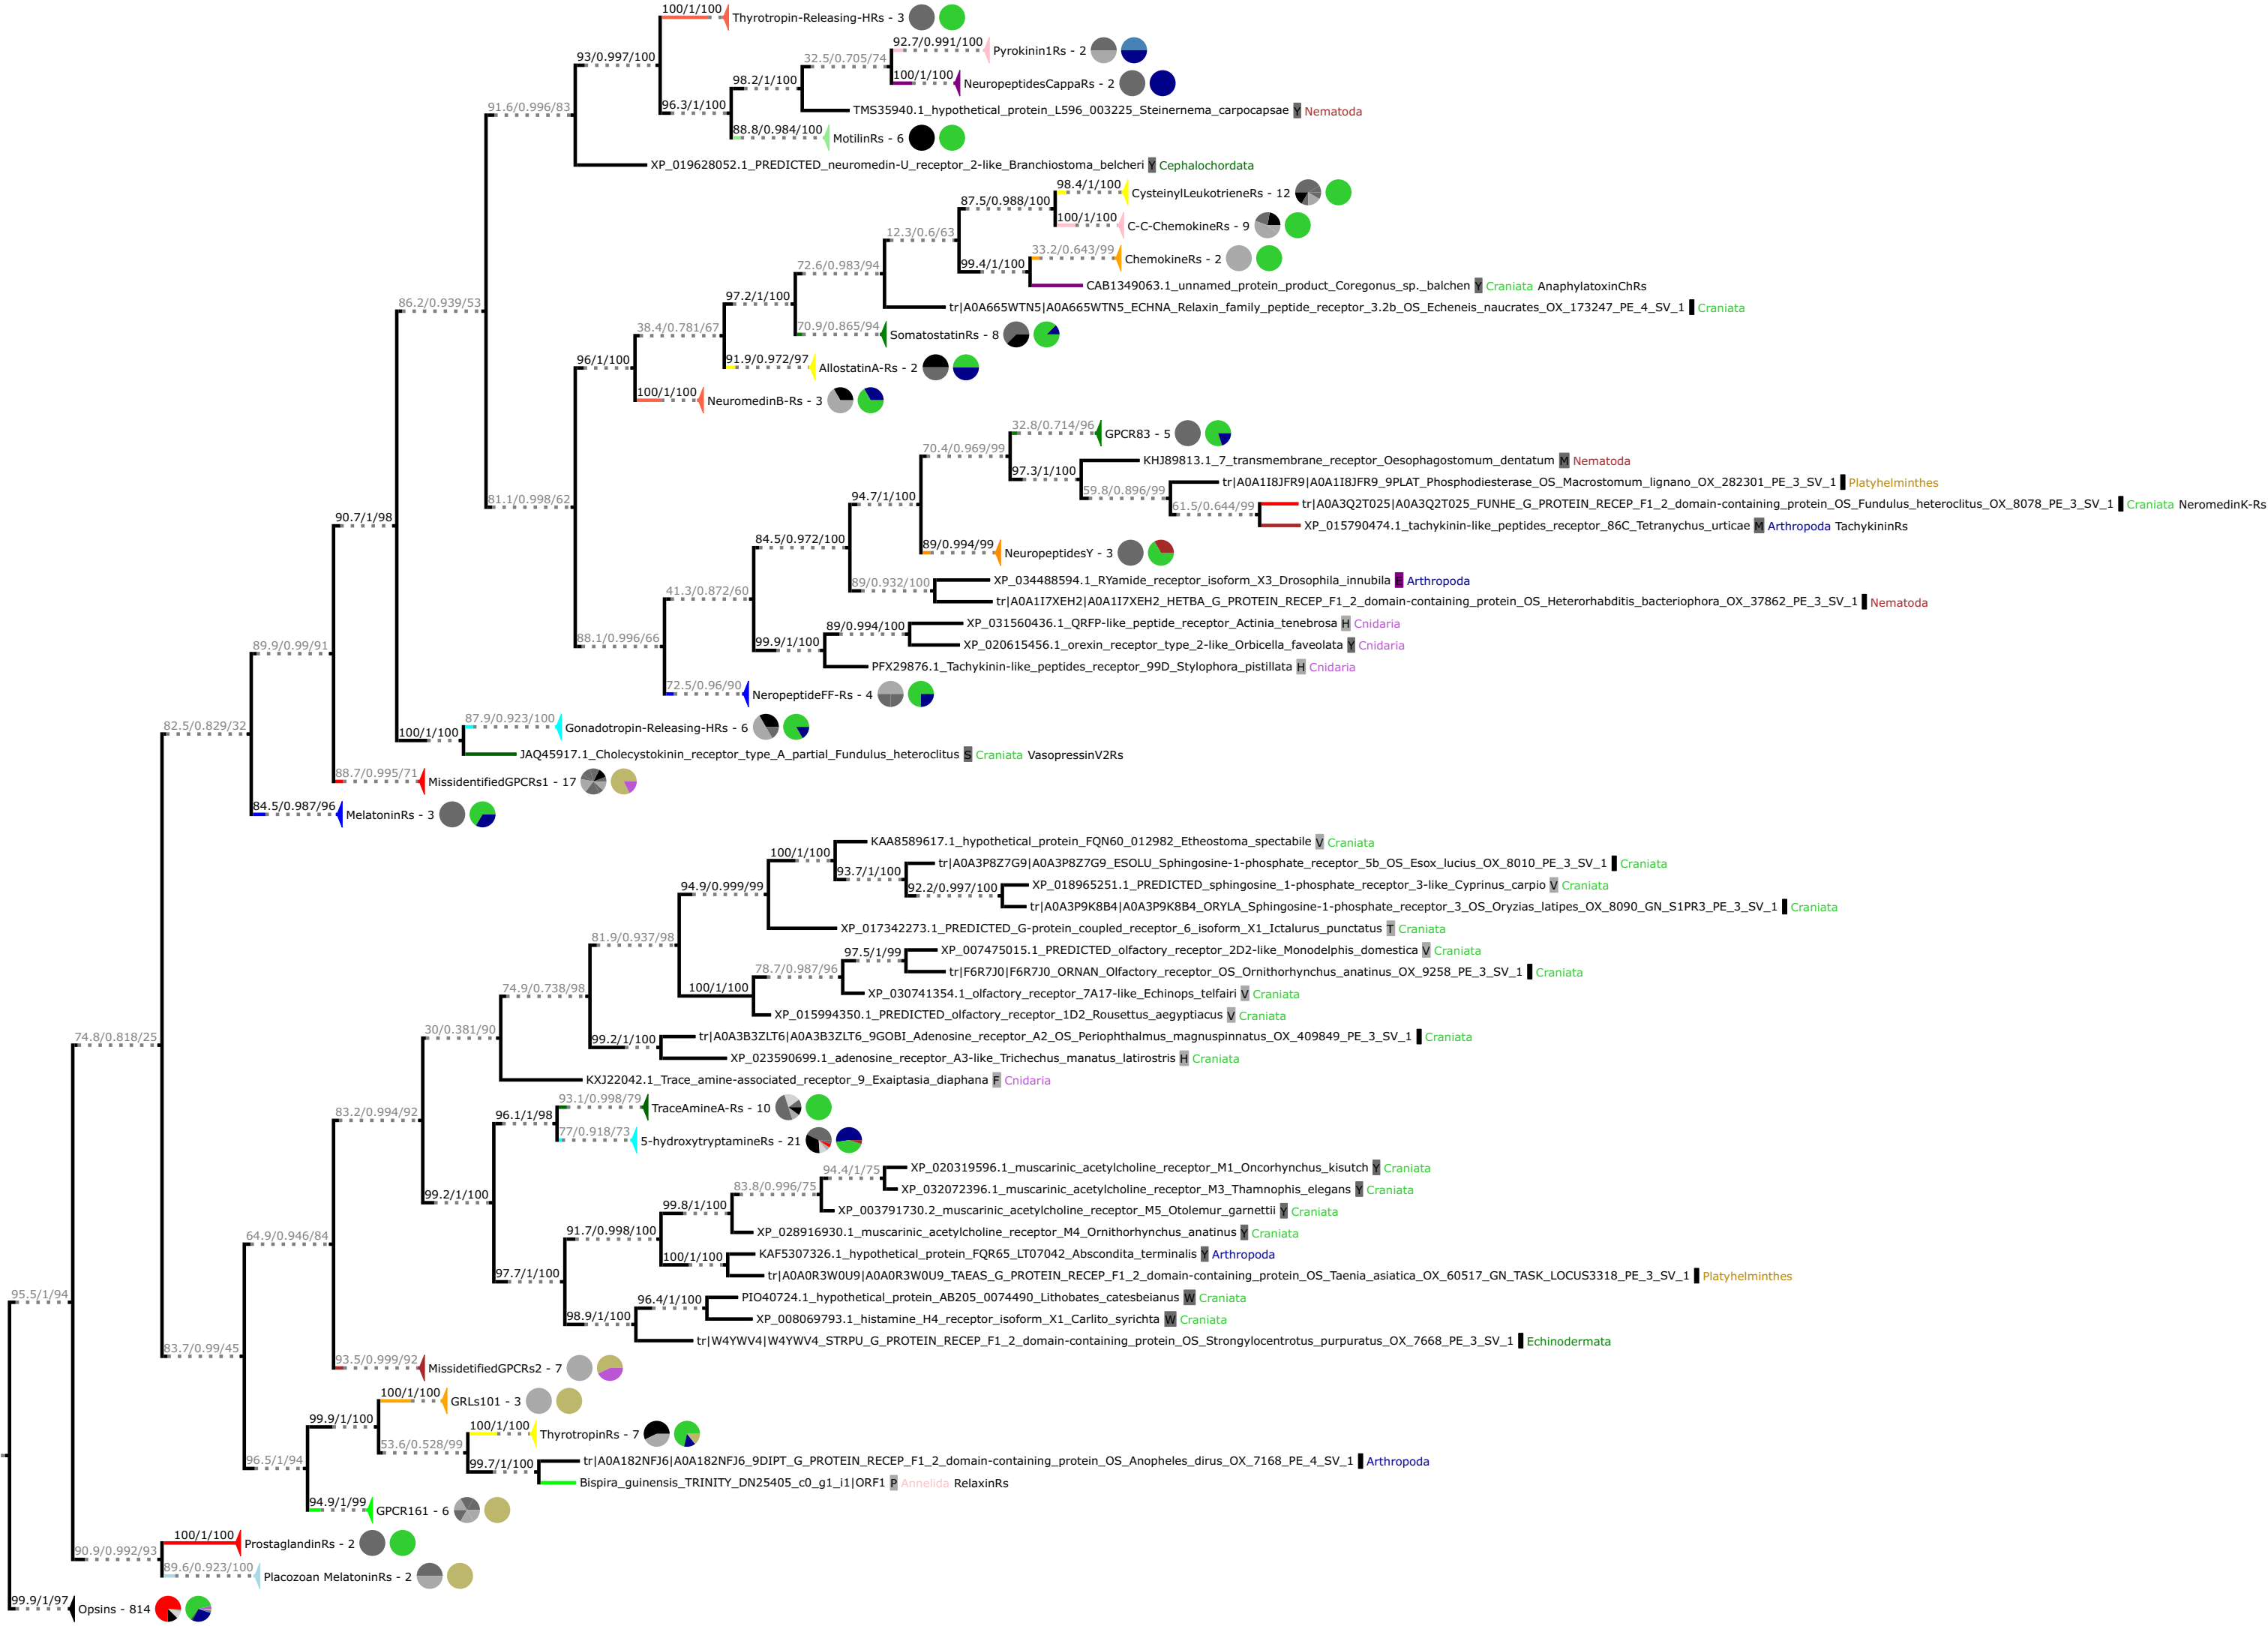 100/1/100
Thyrotropin-Releasing-HRs - 3
92.7/0.991/100
Pyrokinin1Rs - 2
93/0.997/100
32.5/0.705/74
100/1/100
NeuropeptidesCappaRs - 2
98.2/1/100
91.6/0.996/83
96.3/1/100
TMS35940.1_hypothetical_protein_L596_003225_Steinernema_carpocapsae Y Nematoda
88.8/0.984/100
MotilinRs - 6
XP_019628052.1_PREDICTED_neuromedin-U_receptor_2-like_Branchiostoma_belcheri Y Cephalochordata
98.4/1/100
CysteinylLeukotrieneRs - 12
87.5/0.988/100
100/1/100
C-C-ChemokineRs - 9
12.3/0.6/63
33.2/0.643/99
ChemokineRs - 2
99.4/1/100
72.6/0.983/94
CAB1349063.1_unnamed_protein_product_Coregonus_sp._balchen Y Craniata AnaphylatoxinChRs
86.2/0.939/53
97.2/1/100
tr|A0A665WTN5|A0A665WTN5_ECHNA_Relaxin_family_peptide_receptor_3.2b_OS_Echeneis_naucrates_OX_173247_PE_4_SV_1 Craniata
38.4/0.781/67
70.9/0.865/94
SomatostatinRs - 8
96/1/100
91.9/0.972/97
AllostatinA-Rs - 2
100/1/100
NeuromedinB-Rs - 3
32.8/0.714/96
GPCR83 - 5
70.4/0.969/99
KHJ89813.1_7_transmembrane_receptor_Oesophagostomum_dentatum M Nematoda
97.3/1/100
tr|A0A1I8JFR9|A0A1I8JFR9_9PLAT_Phosphodiesterase_OS_Macrostomum_lignano_OX_282301_PE_3_SV_1 Platyhelminthes
59.8/0.896/99
94.7/1/100
81.1/0.998/62
tr|A0A3Q2T025|A0A3Q2T025_FUNHE_G_PROTEIN_RECEP_F1_2_domain-containing_protein_OS_Fundulus_heteroclitus_OX_8078_PE_3_SV_1 Craniata NeromedinK-Rs
61.5/0.644/99
90.7/1/98
XP_015790474.1_tachykinin-like_peptides_receptor_86C_Tetranychus_urticae M Arthropoda TachykininRs
84.5/0.972/100
89/0.994/99
NeuropeptidesY - 3
XP_034488594.1_RYamide_receptor_isoform_X3_Drosophila_innubila E Arthropoda
89/0.932/100
41.3/0.872/60
tr|A0A1I7XEH2|A0A1I7XEH2_HETBA_G_PROTEIN_RECEP_F1_2_domain-containing_protein_OS_Heterorhabditis_bacteriophora_OX_37862_PE_3_SV_1 Nematoda
XP_031560436.1_QRFP-like_peptide_receptor_Actinia_tenebrosa H Cnidaria
89/0.994/100
88.1/0.996/66
99.9/1/100
XP_020615456.1_orexin_receptor_type_2-like_Orbicella_faveolata Y Cnidaria
89.9/0.99/91
PFX29876.1_Tachykinin-like_peptides_receptor_99D_Stylophora_pistillata H Cnidaria
72.5/0.96/90
NeropeptideFF-Rs - 4
87.9/0.923/100
82.5/0.829/32
Gonadotropin-Releasing-HRs - 6
100/1/100
JAQ45917.1_Cholecystokinin_receptor_type_A_partial_Fundulus_heteroclitus S Craniata VasopressinV2Rs
88.7/0.995/71
MissidentifiedGPCRs1 - 17
84.5/0.987/96
MelatoninRs - 3
KAA8589617.1_hypothetical_protein_FQN60_012982_Etheostoma_spectabile V Craniata
100/1/100
tr|A0A3P8Z7G9|A0A3P8Z7G9_ESOLU_Sphingosine-1-phosphate_receptor_5b_OS_Esox_lucius_OX_8010_PE_3_SV_1 Craniata
93.7/1/100
94.9/0.999/99
XP_018965251.1_PREDICTED_sphingosine_1-phosphate_receptor_3-like_Cyprinus_carpio V Craniata
92.2/0.997/100
tr|A0A3P9K8B4|A0A3P9K8B4_ORYLA_Sphingosine-1-phosphate_receptor_3_OS_Oryzias_latipes_OX_8090_GN_S1PR3_PE_3_SV_1 Craniata
XP_017342273.1_PREDICTED_G-protein_coupled_receptor_6_isoform_X1_Ictalurus_punctatus T Craniata
81.9/0.937/98
XP_007475015.1_PREDICTED_olfactory_receptor_2D2-like_Monodelphis_domestica V Craniata
97.5/1/99
78.7/0.987/96
tr|F6R7J0|F6R7J0_ORNAN_Olfactory_receptor_OS_Ornithorhynchus_anatinus_OX_9258_PE_3_SV_1 Craniata
74.9/0.738/98
100/1/100
XP_030741354.1_olfactory_receptor_7A17-like_Echinops_telfairi V Craniata
XP_015994350.1_PREDICTED_olfactory_receptor_1D2_Rousettus_aegyptiacus V Craniata
74.8/0.818/25
30/0.381/90
99.2/1/100
tr|A0A3B3ZLT6|A0A3B3ZLT6_9GOBI_Adenosine_receptor_A2_OS_Periophthalmus_magnuspinnatus_OX_409849_PE_3_SV_1 Craniata
XP_023590699.1_adenosine_receptor_A3-like_Trichechus_manatus_latirostris H Craniata
KXJ22042.1_Trace_amine-associated_receptor_9_Exaiptasia_diaphana F Cnidaria
93.1/0.998/79
TraceAmineA-Rs - 10
83.2/0.994/92
96.1/1/98
77/0.918/73
5-hydroxytryptamineRs - 21
XP_020319596.1_muscarinic_acetylcholine_receptor_M1_Oncorhynchus_kisutch Y Craniata
94.4/1/75
99.2/1/100
83.8/0.996/75
XP_032072396.1_muscarinic_acetylcholine_receptor_M3_Thamnophis_elegans Y Craniata
99.8/1/100
XP_003791730.2_muscarinic_acetylcholine_receptor_M5_Otolemur_garnettii Y Craniata
91.7/0.998/100
XP_028916930.1_muscarinic_acetylcholine_receptor_M4_Ornithorhynchus_anatinus Y Craniata
64.9/0.946/84
100/1/100
KAF5307326.1_hypothetical_protein_FQR65_LT07042_Abscondita_terminalis Y Arthropoda
97.7/1/100
tr|A0A0R3W0U9|A0A0R3W0U9_TAEAS_G_PROTEIN_RECEP_F1_2_domain-containing_protein_OS_Taenia_asiatica_OX_60517_GN_TASK_LOCUS3318_PE_3_SV_1 Platyhelminthes
95.5/1/94
96.4/1/100
PIO40724.1_hypothetical_protein_AB205_0074490_Lithobates_catesbeianus W Craniata
98.9/1/100
XP_008069793.1_histamine_H4_receptor_isoform_X1_Carlito_syrichta W Craniata
tr|W4YWV4|W4YWV4_STRPU_G_PROTEIN_RECEP_F1_2_domain-containing_protein_OS_Strongylocentrotus_purpuratus_OX_7668_PE_3_SV_1 Echinodermata
83.7/0.99/45
93.5/0.999/92
MissidetifiedGPCRs2 - 7
100/1/100
GRLs101 - 3
99.9/1/100
100/1/100
ThyrotropinRs - 7
53.6/0.528/99
96.5/1/94
99.7/1/100
tr|A0A182NFJ6|A0A182NFJ6_9DIPT_G_PROTEIN_RECEP_F1_2_domain-containing_protein_OS_Anopheles_dirus_OX_7168_PE_4_SV_1 Arthropoda
Bispira_guinensis_TRINITY_DN25405_c0_g1_i1|ORF1 P Annelida RelaxinRs
94.9/1/99
GPCR161 - 6
100/1/100
ProstaglandinRs - 2
90.9/0.992/93
89.6/0.923/100
Placozoan MelatoninRs - 2
99.9/1/97
Opsins - 814